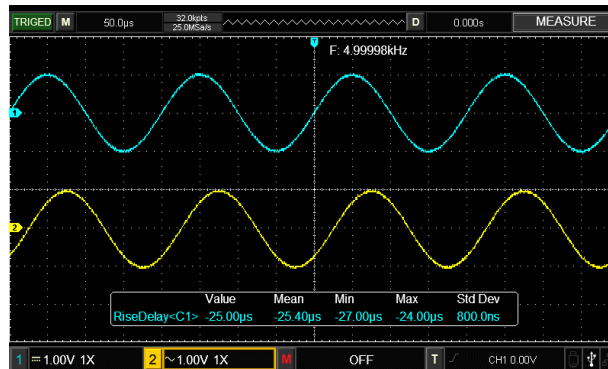 TRIGED M 50.0μs 32.0kpts 25.0MSa/s D 0.000s MEASURE
T
F: 4.99998kHz
1
2
Value Mean Min Max Std Dev
RiseDelay<C1> -25.00μs -25.40μs -27.00μs -24.00μs 800.0ns
1 1.00V 1X 2 1.00V 1X M OFF T CH1 0.00V